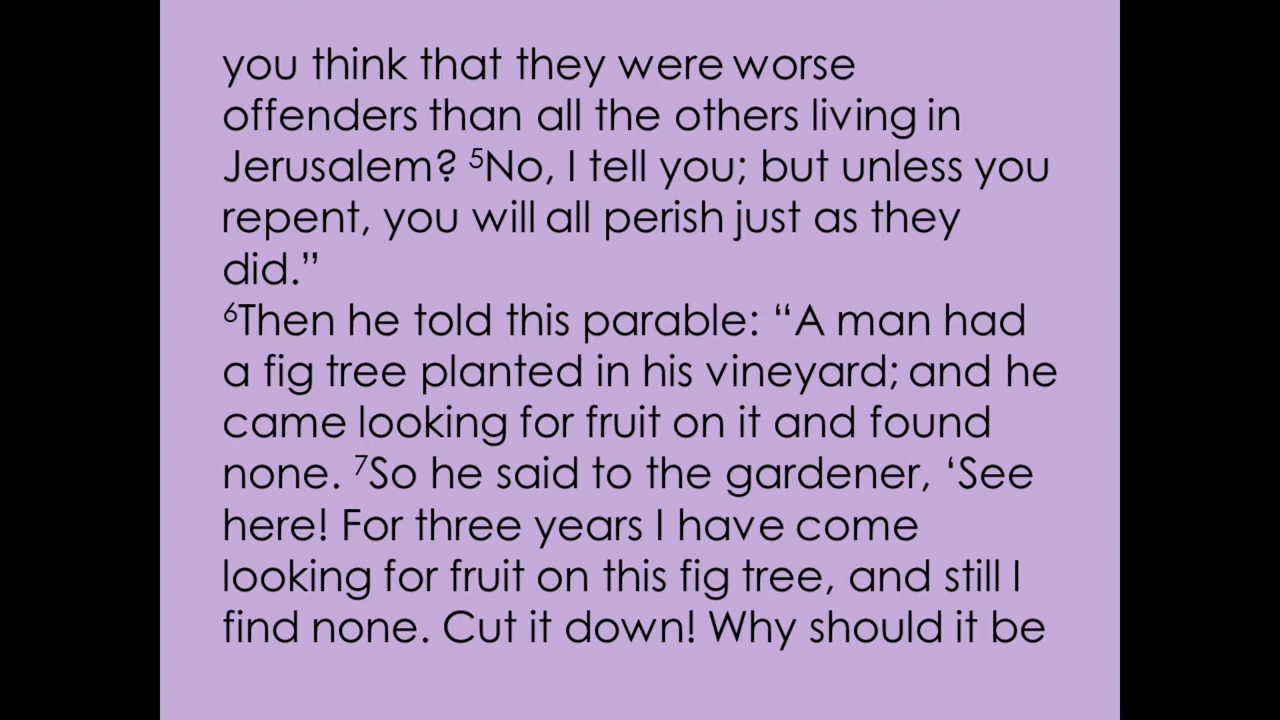 you think that they were worse
offenders than all the others living in
Jerusalem? ⁵No, I tell you; but unless you
repent, you will all perish just as they
did.”
⁶Then he told this parable: “A man had
a fig tree planted in his vineyard; and he
came looking for fruit on it and found
none. ⁷So he said to the gardener, ‘See
here! For three years I have come
looking for fruit on this fig tree, and still I
find none. Cut it down! Why should it be